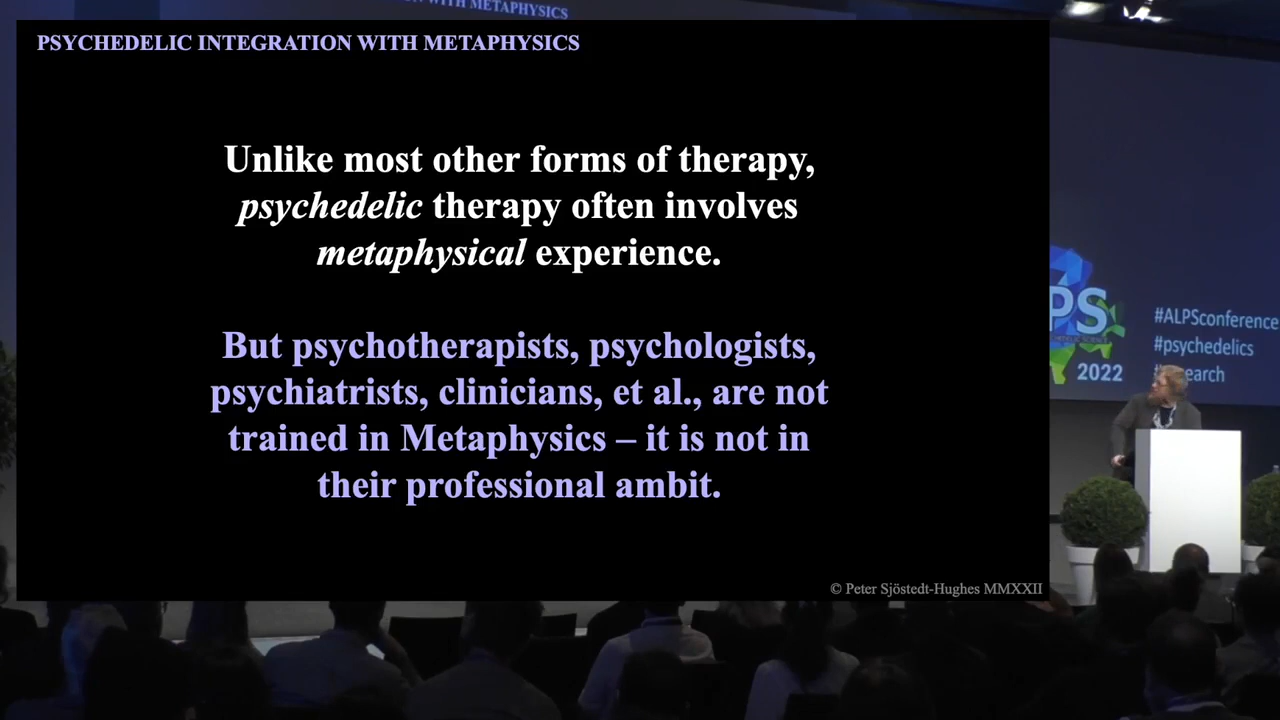 WITH METAPHYSICS
PSYCHEDELIC INTEGRATION WITH METAPHYSICS
Unlike most other forms of therapy,
psychedelic therapy often involves
metaphysical experience.
But psychotherapists, psychologists,
psychiatrists, clinicians, et al., are not
trained in Metaphysics – it is not in
their professional ambit.
© Peter Sjöstedt-Hughes MMXXII
PS
2022
#ALPSconference
#psychedelics